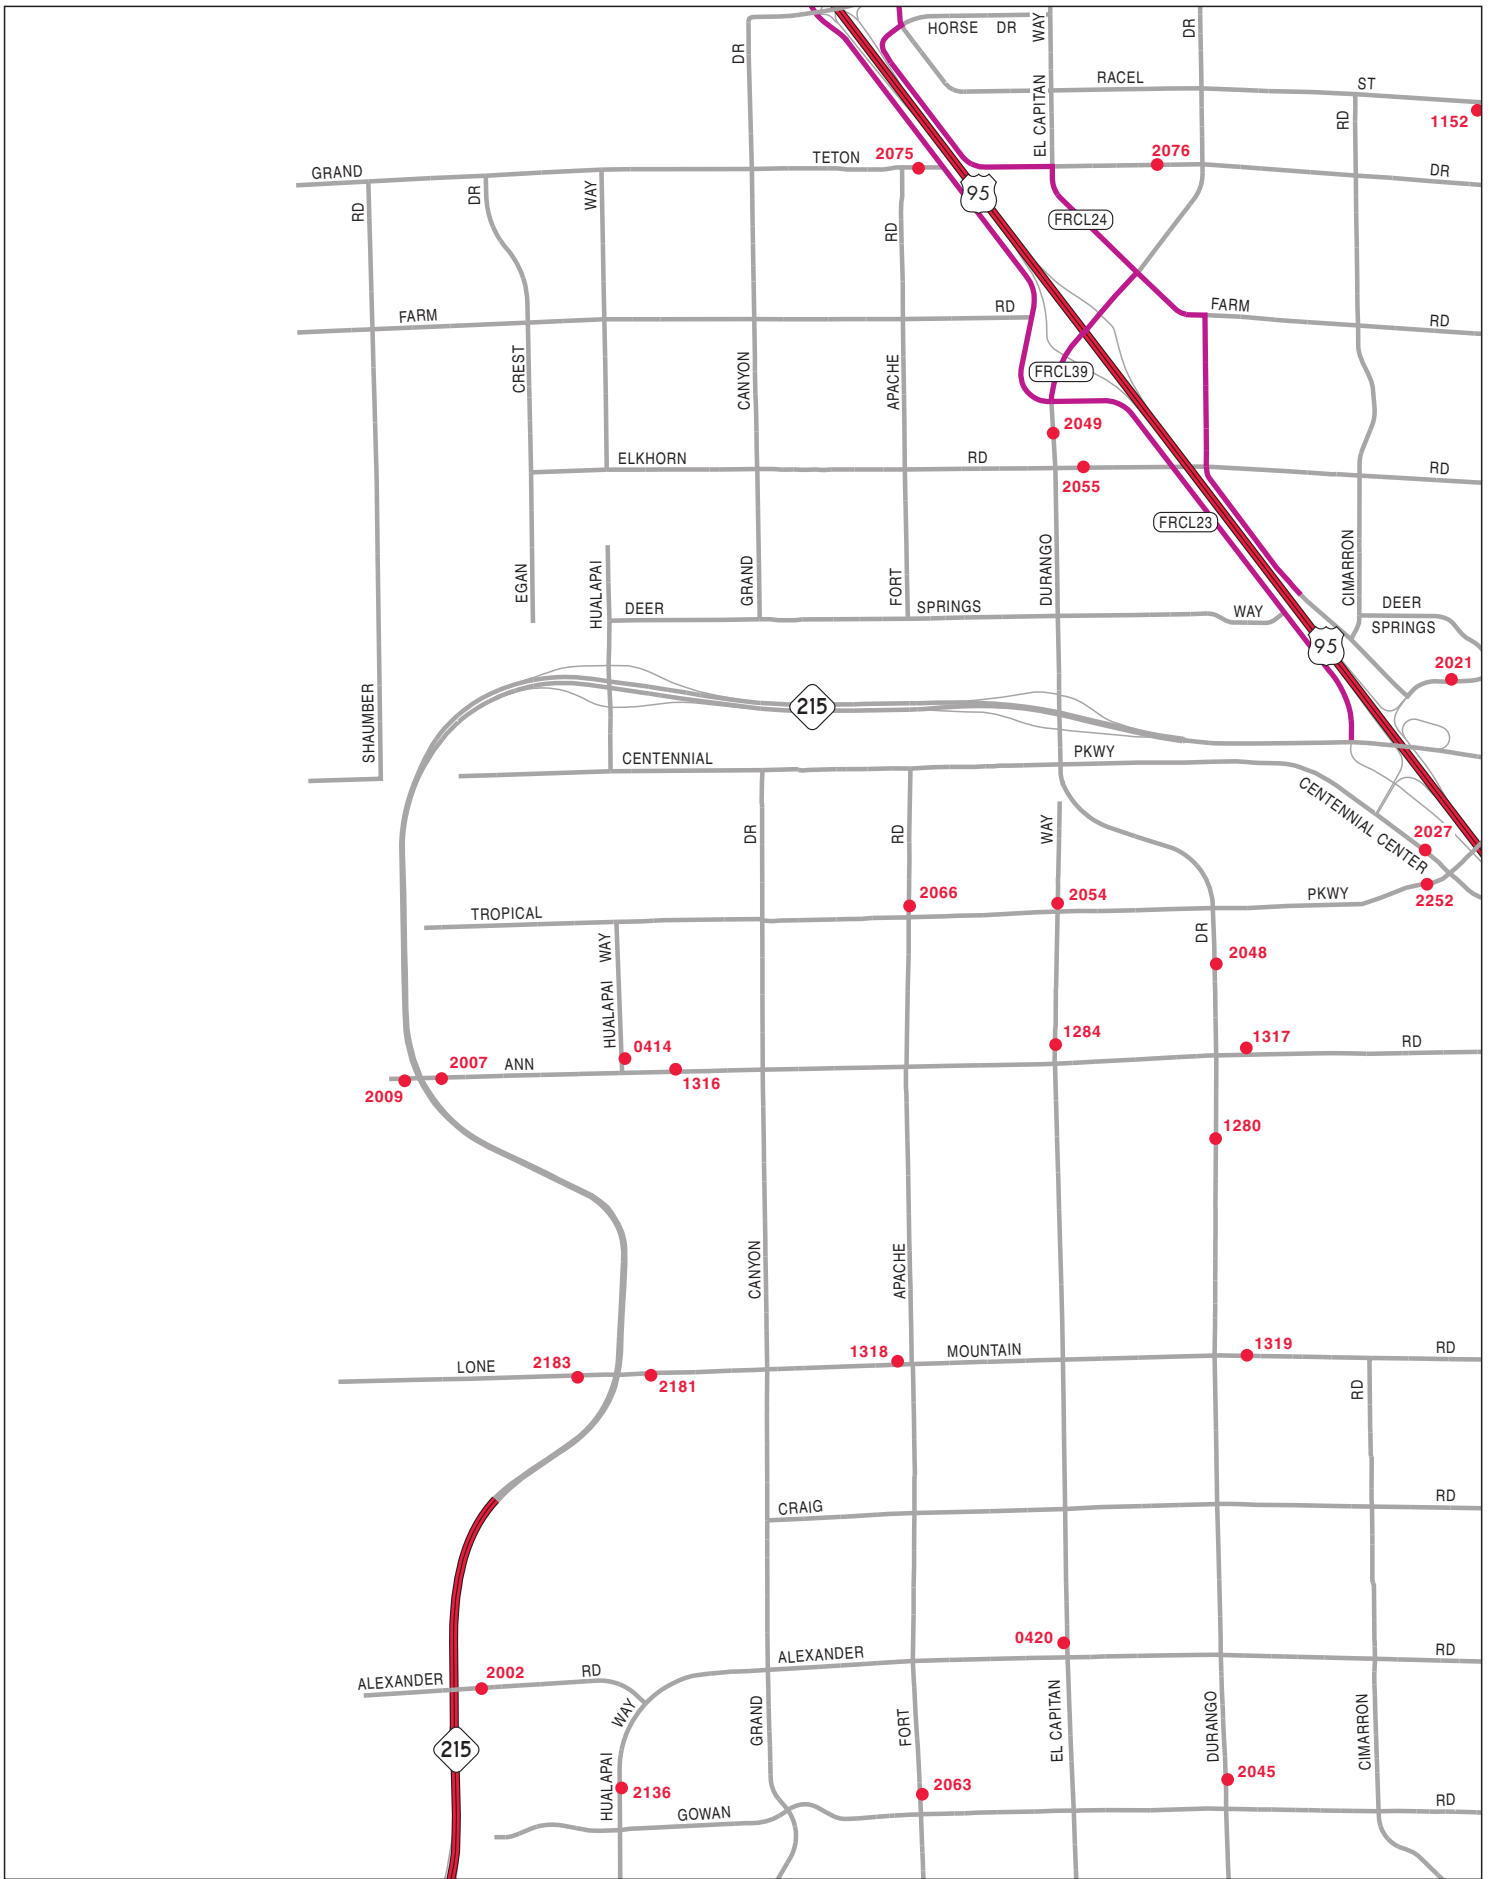 HORSE DR
WAY
DR
DR
RACEL
ST
EL CAPITAN
RD
1152
TETON
2075
2076
GRAND
DR
RD
DR
WAY
95
FRCL24
RD
FARM
RD
FARM
RD
CREST
CANYON
APACHE
FRCL39
2049
ELKHORN
RD
RD
2055
FRCL23
EGAN
HUALAPAI
GRAND
FORT
DURANGO
CIMARRON
DEER
SPRINGS
WAY
DEER
SPRINGS
95
2021
SHAUMBER
215
CENTENNIAL
PKWY
CENTENNIAL CENTER
DR
RD
WAY
2027
2066
2054
PKWY
2252
TROPICAL
WAY
DR
2048
HUALAPAI
0414
1284
1317
RD
2007
ANN
2009
1316
1280
CANYON
APACHE
LONE
2183
1318
MOUNTAIN
1319
RD
2181
RD
CRAIG
RD
0420
ALEXANDER
RD
ALEXANDER
2002
RD
WAY
GRAND
FORT
EL CAPITAN
DURANGO
CIMARRON
215
HUALAPAI
2136
2063
2045
GOWAN
RD